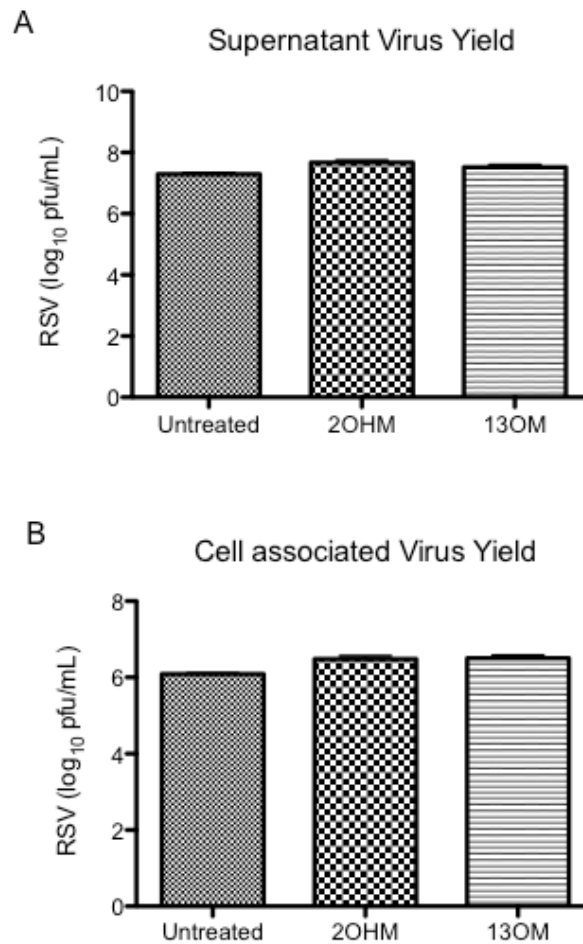 A
Supernatant Virus Yield
RSV (log₁₀ pfu/mL)
10
8
6
4
2
0
Untreated
2OHM
13OM
B
Cell associated Virus Yield
RSV (log₁₀ pfu/mL)
8
6
4
2
0
Untreated
2OHM
13OM